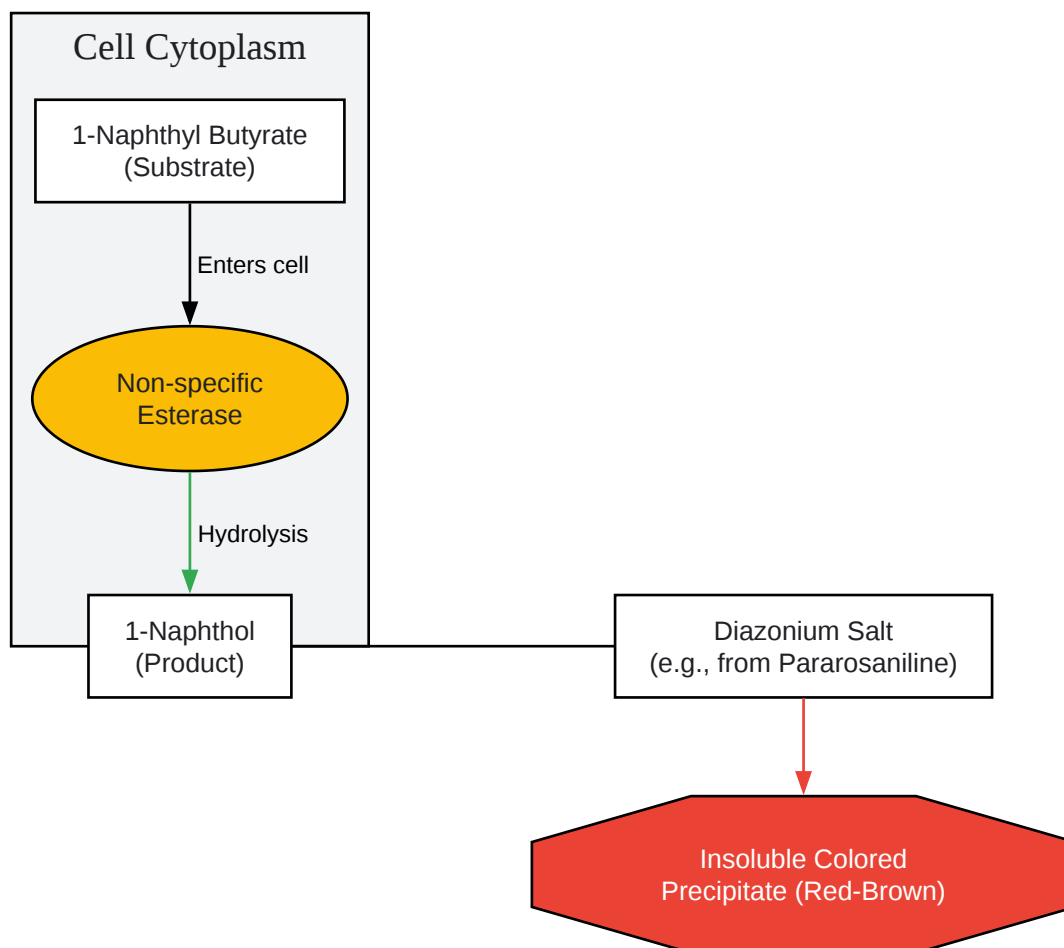 Cell Cytoplasm
1-Naphthyl Butyrate
(Substrate)
Enters cell
Non-specific
Esterase
Hydrolysis
1-Naphthol
(Product)
Diazonium Salt
(e.g., from Pararosaniline)
Insoluble Colored
Precipitate (Red-Brown)